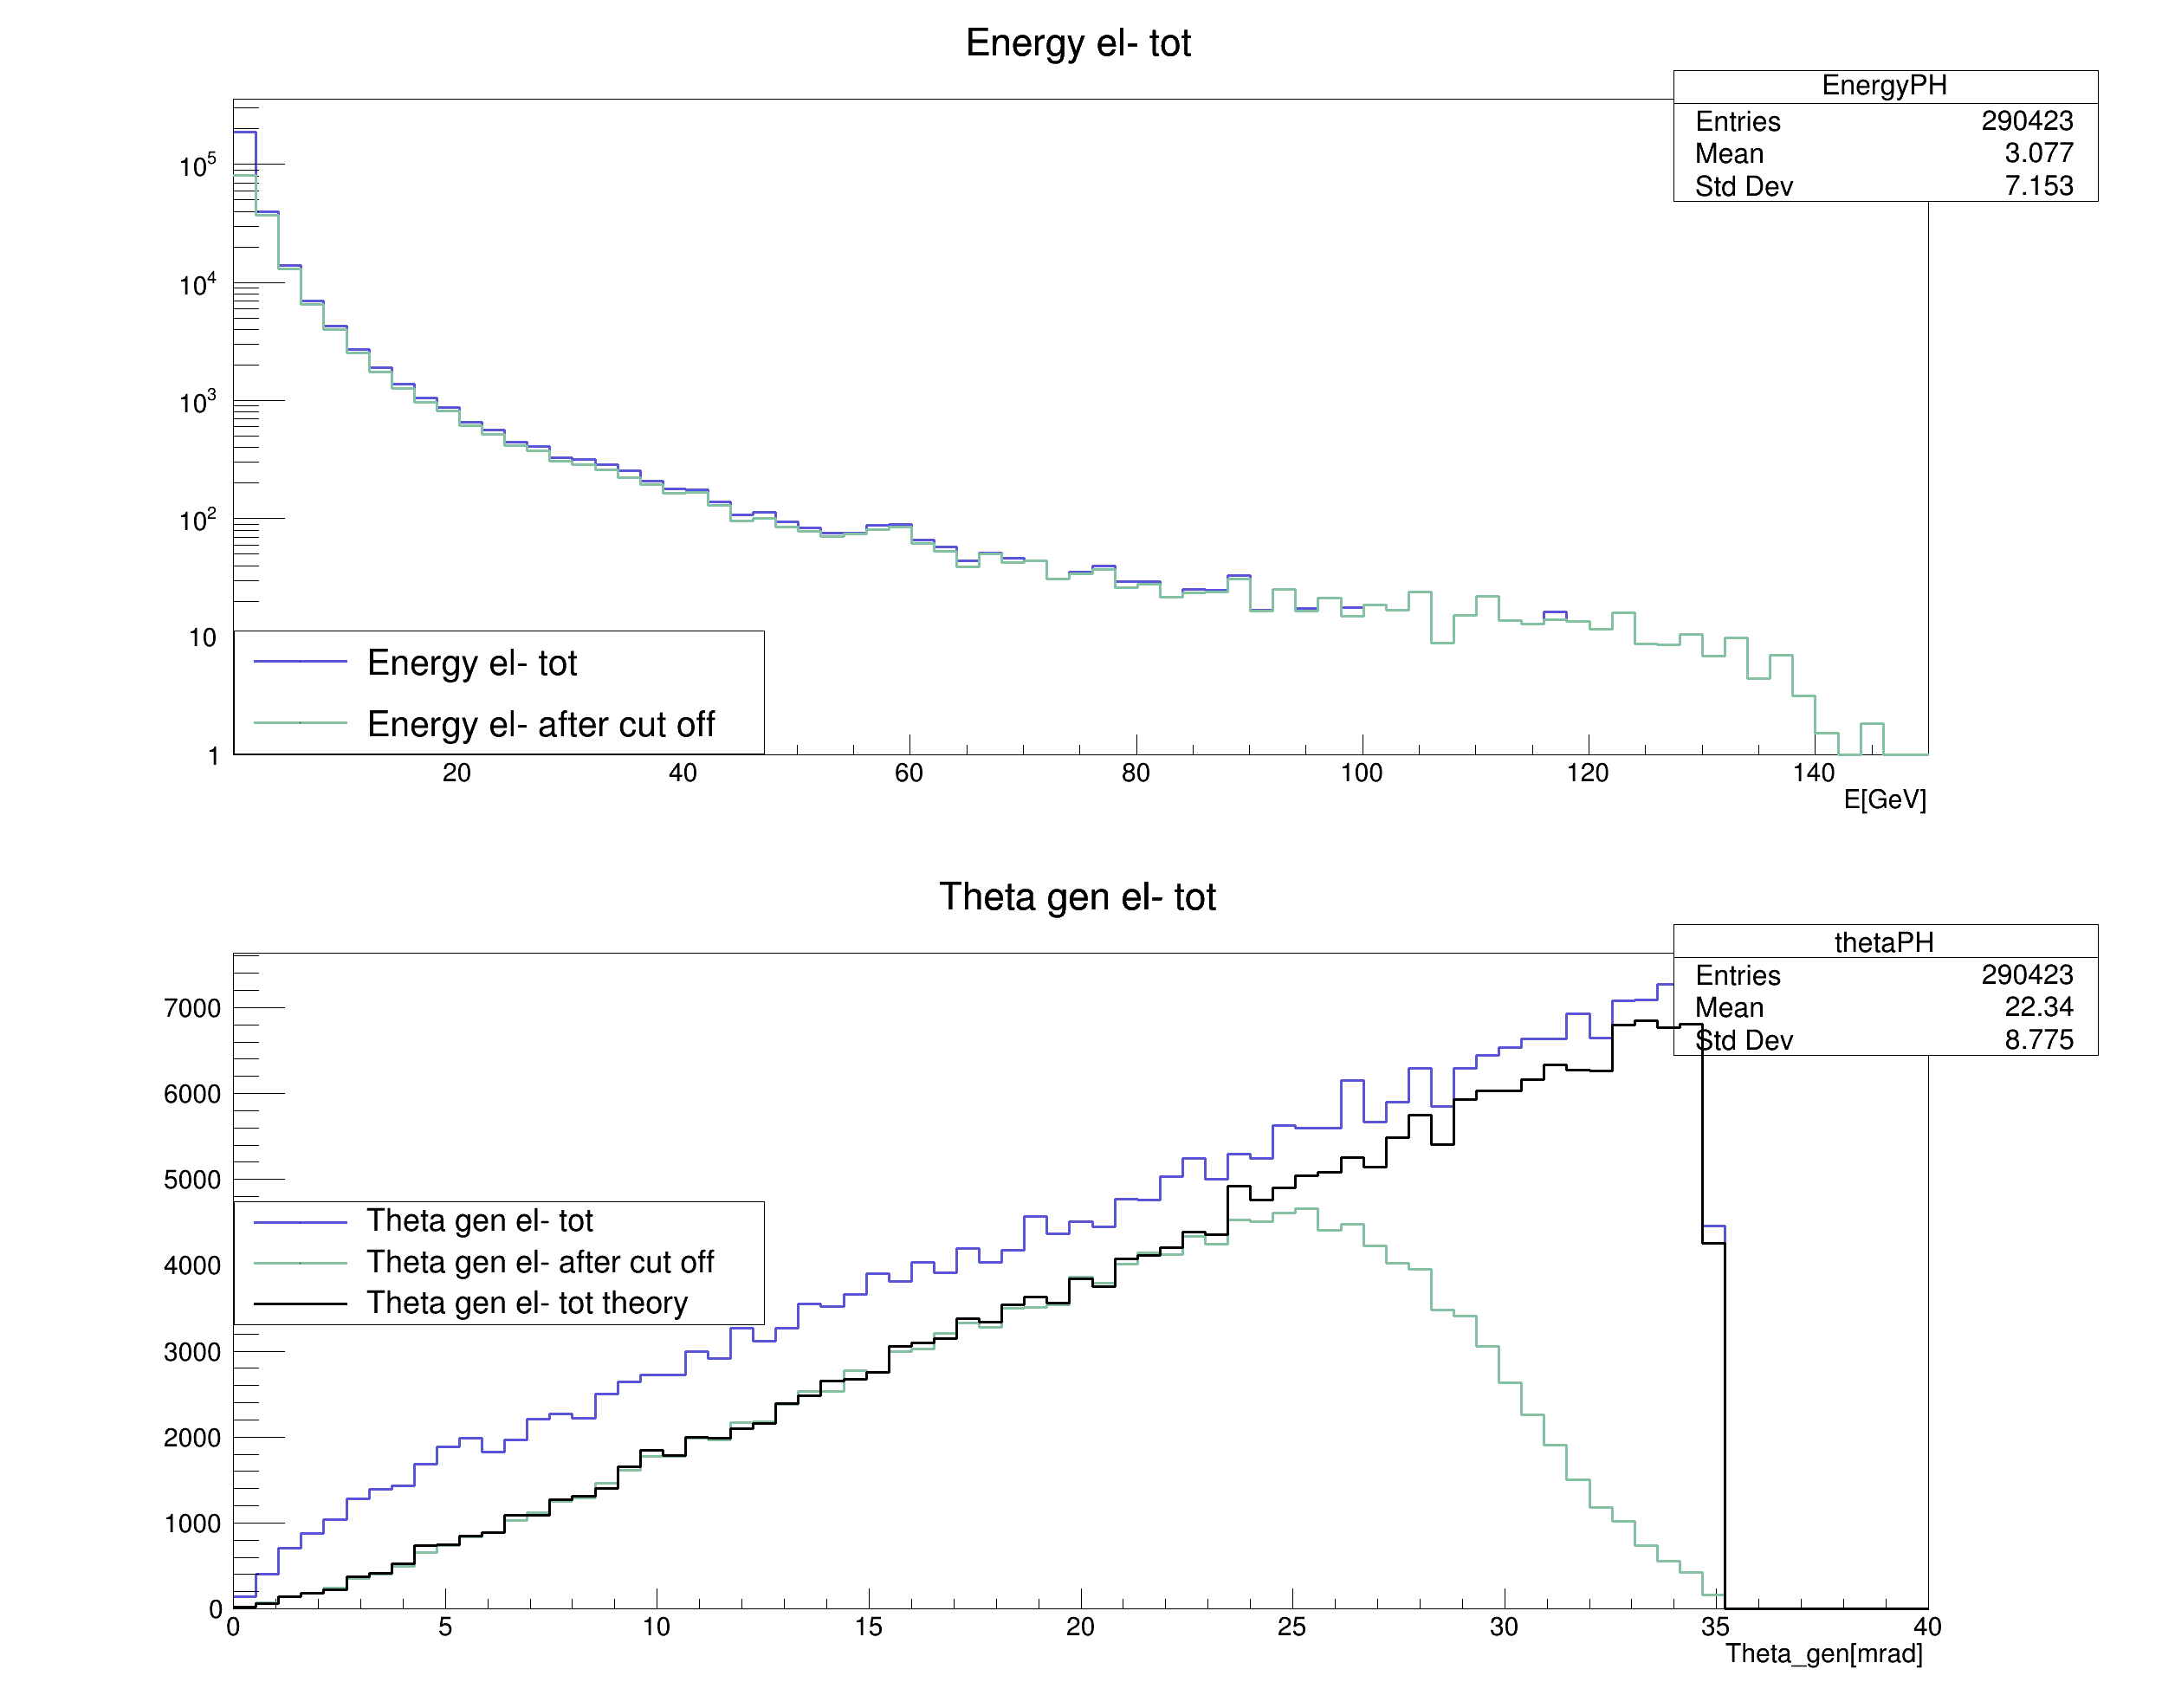 Energy el- tot
EnergyPH
Entries 290423
Mean 3.077
Std Dev 7.153
10^5
10^4
10^3
10^2
10
1
Energy el- tot
Energy el- after cut off
20 40 60 80 100 120 140
E[GeV]
Theta gen el- tot
thetaPH
Entries 290423
Mean 22.34
Std Dev 8.775
7000
6000
5000
4000
3000
2000
1000
0
Theta gen el- tot
Theta gen el- after cut off
Theta gen el- tot theory
0 5 10 15 20 25 30 35 40
Theta_gen[mrad]